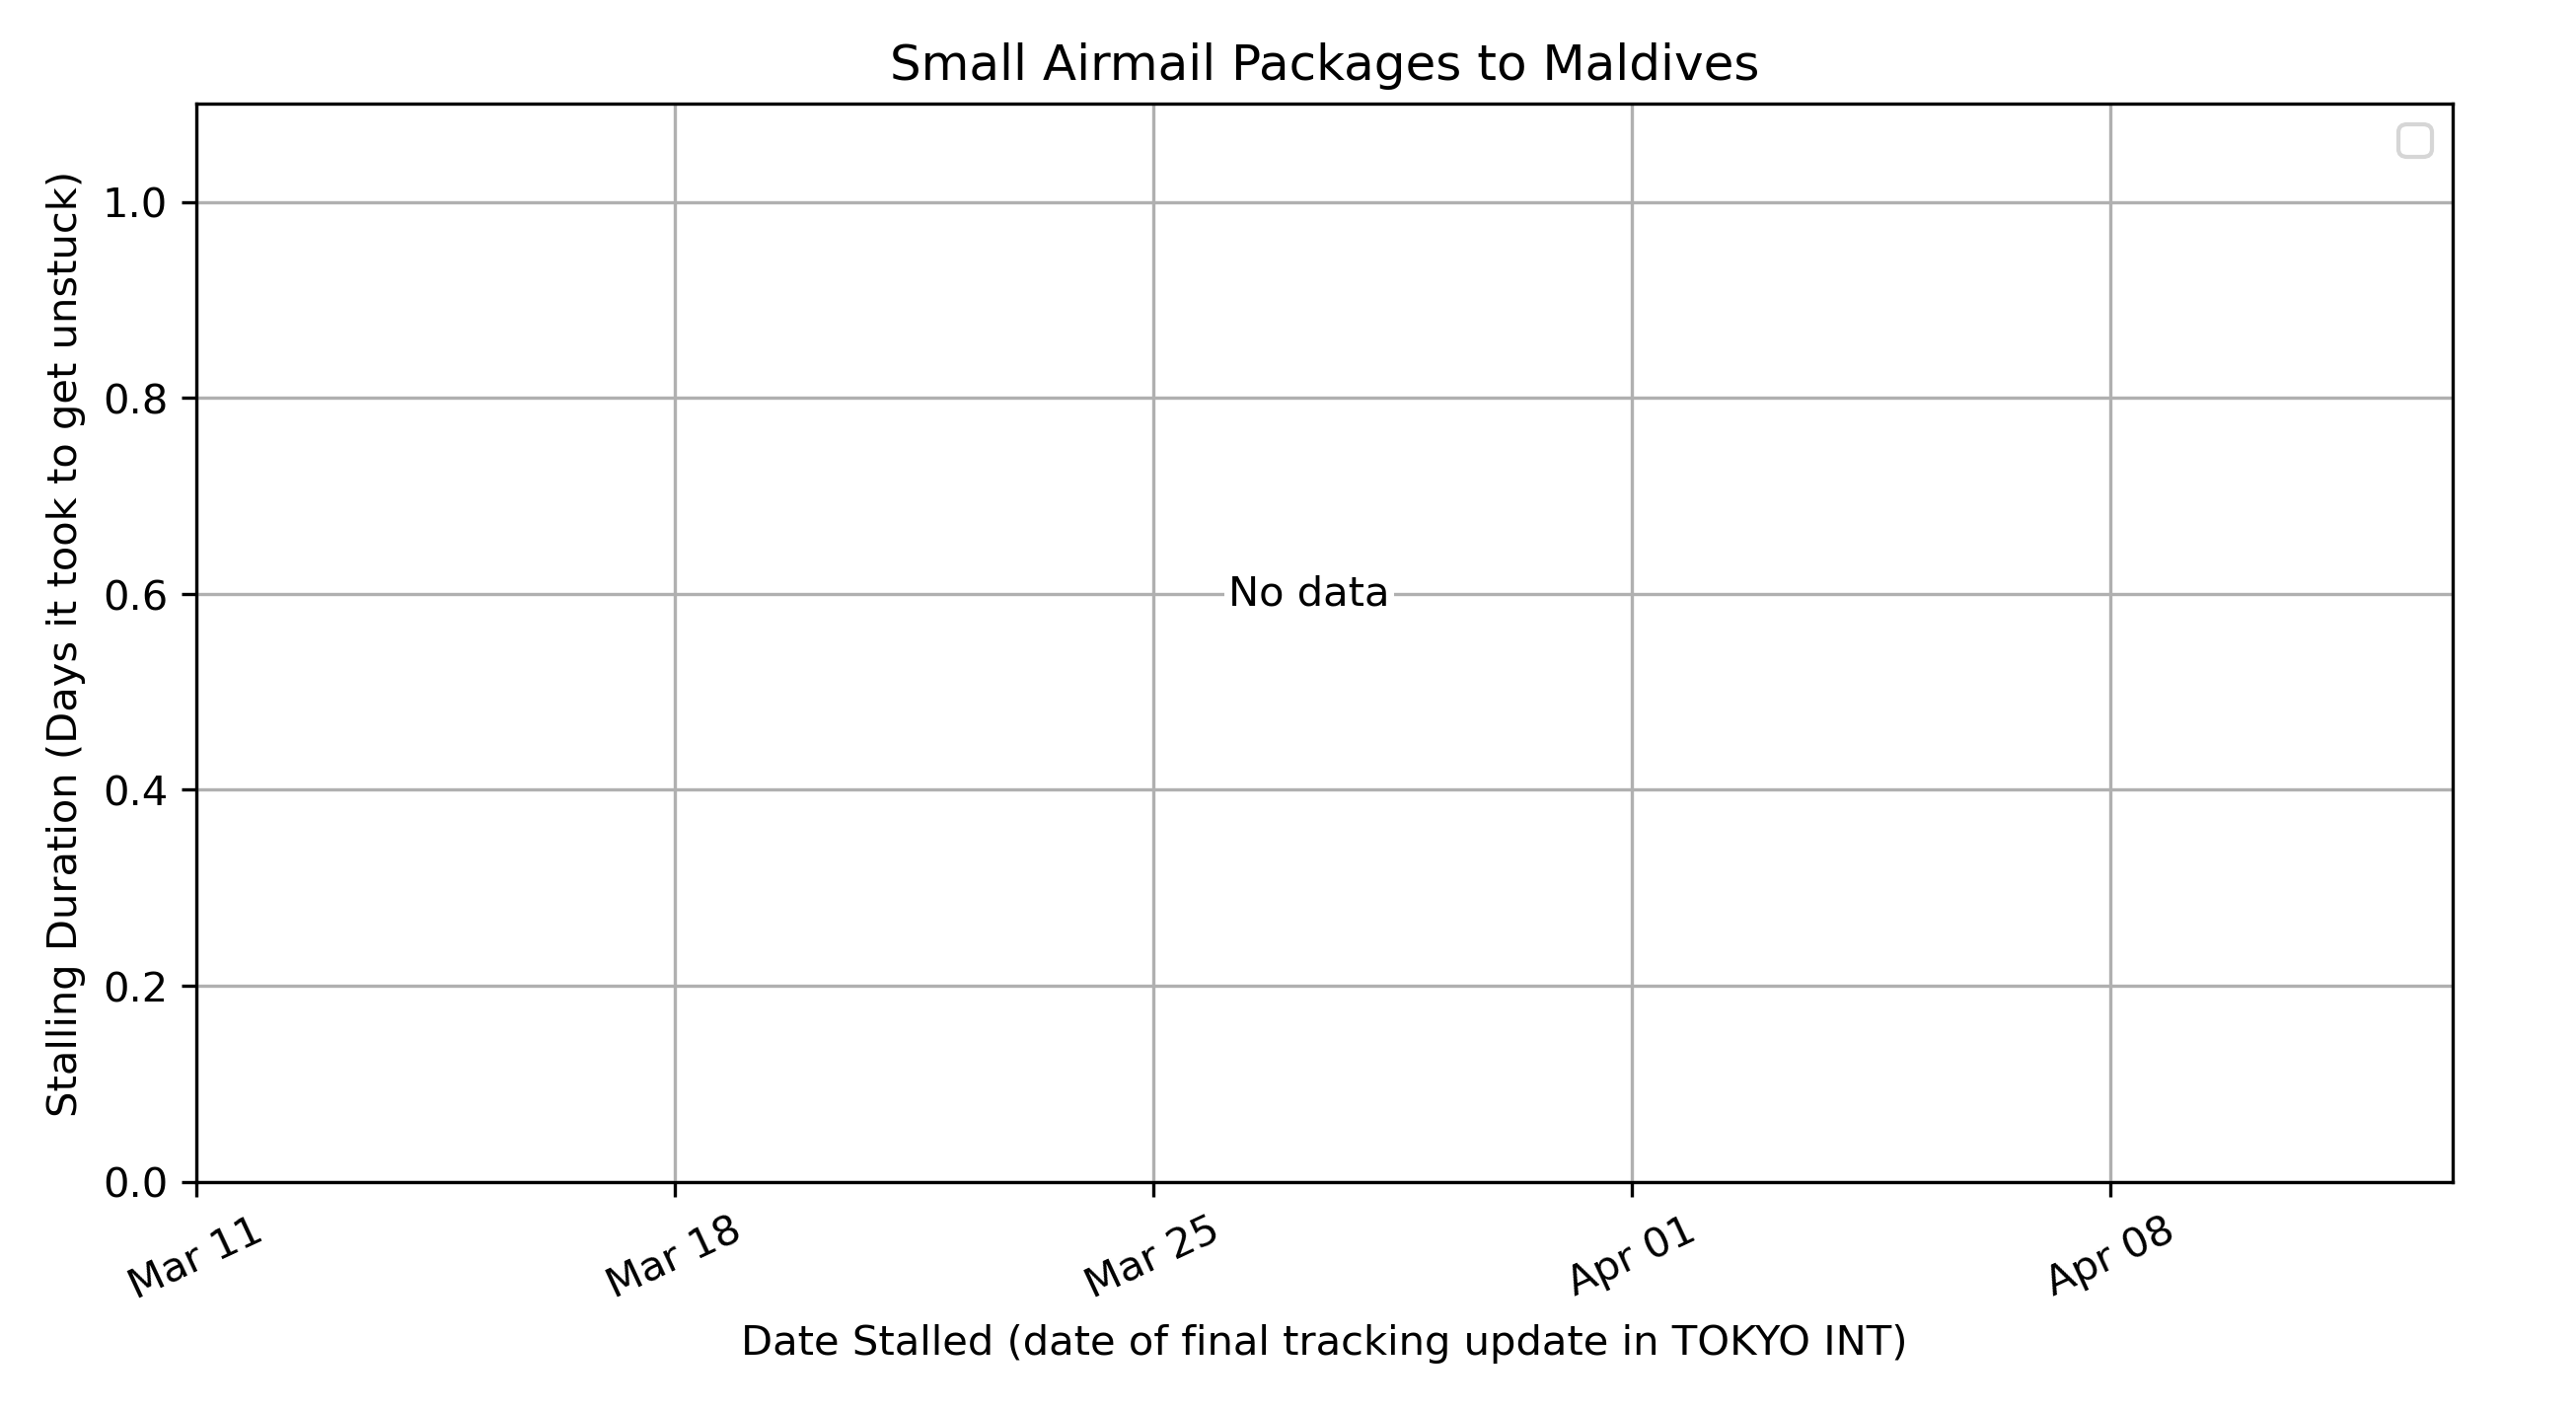 Small Airmail Packages to Maldives
Stalling Duration (Days it took to get unstuck)
1.0
0.8
0.6
0.4
0.2
0.0
No data
Mar 11
Mar 18
Mar 25
Apr 01
Apr 08
Date Stalled (date of final tracking update in TOKYO INT)